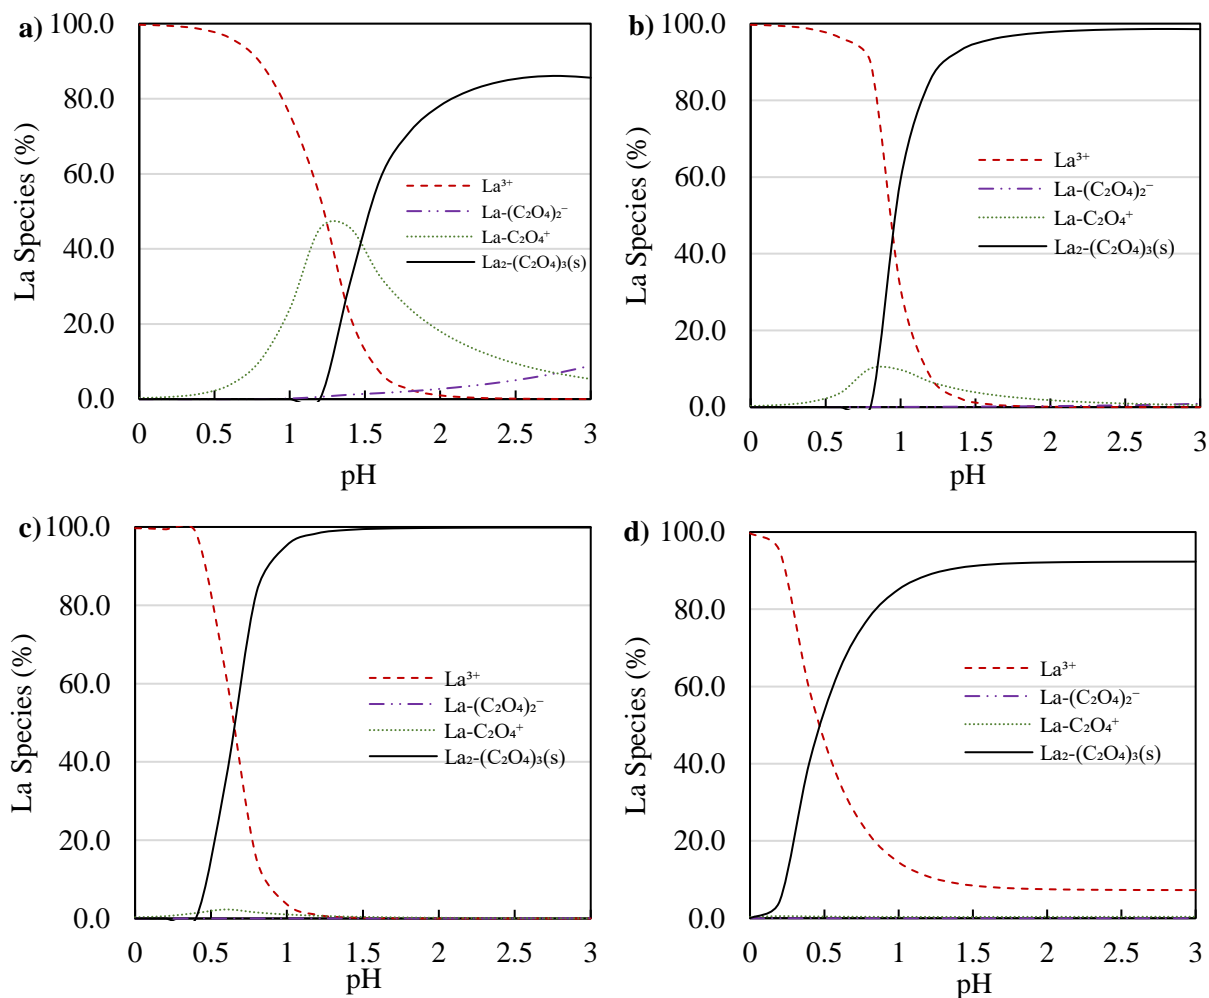 a)
100.0
80.0
60.0
40.0
20.0
0.0
La Species (%)
La³⁺
La-(C₂O₄)₂⁻
La-C₂O₄⁺
La₂-(C₂O₄)₃(s)
0 0.5 1 1.5 2 2.5 3
pH
b)
100.0
80.0
60.0
40.0
20.0
0.0
La Species (%)
La³⁺
La-(C₂O₄)₂⁻
La-C₂O₄⁺
La₂-(C₂O₄)₃(s)
0 0.5 1 1.5 2 2.5 3
pH
c)
100.0
80.0
60.0
40.0
20.0
0.0
La Species (%)
La³⁺
La-(C₂O₄)₂⁻
La-C₂O₄⁺
La₂-(C₂O₄)₃(s)
0 0.5 1 1.5 2 2.5 3
pH
d)
100.0
80.0
60.0
40.0
20.0
0.0
La Species (%)
La³⁺
La-(C₂O₄)₂⁻
La-C₂O₄⁺
La₂-(C₂O₄)₃(s)
0 0.5 1 1.5 2 2.5 3
pH